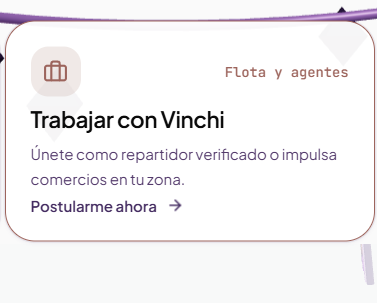 Flota y agentes
Trabajar con Vinchi
Únete como repartidor verificado o impulsa
comercios en tu zona.
Postularme ahora →